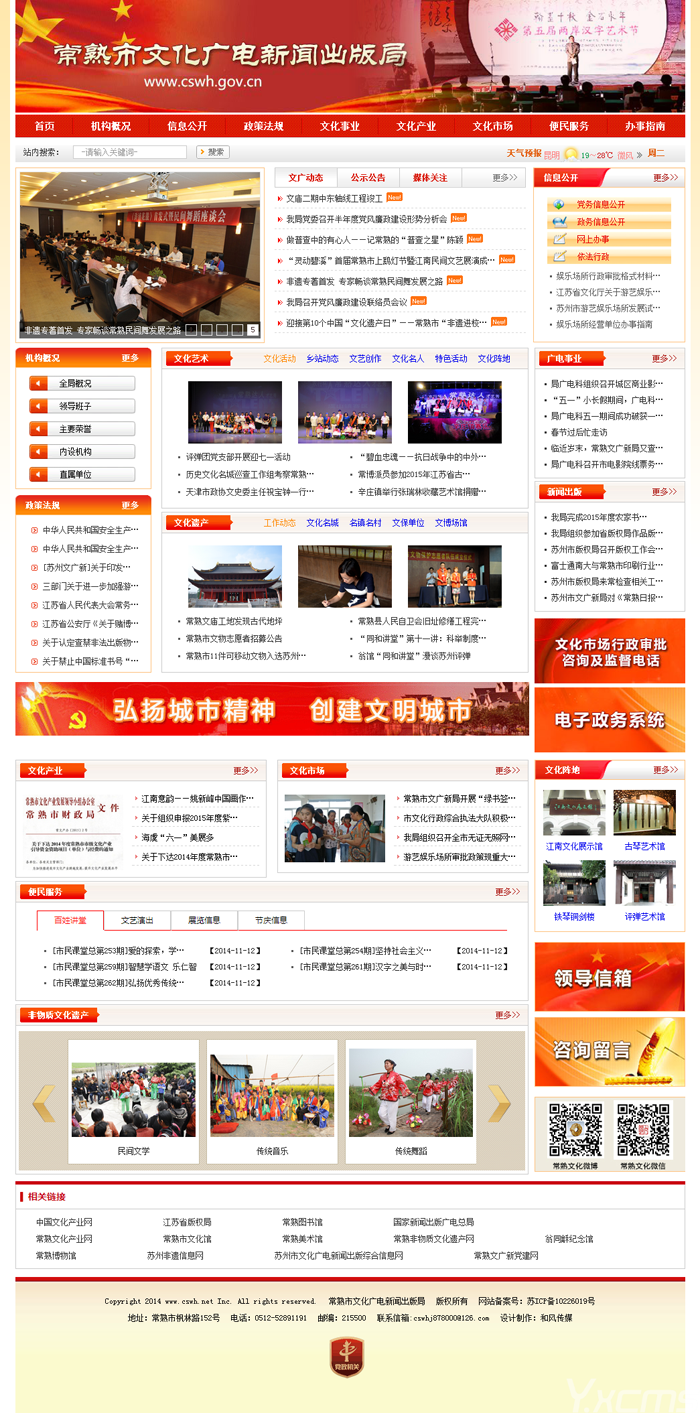 翰墨千秋 金石永年
第五届两岸汉字艺术节
常熟市文化广电新闻出版局
www.cswh.gov.cn
首页 机构概况 信息公开 政策法规 文化事业 文化产业 文化市场 便民服务 办事指南
站内搜索： -请输入关键词- 搜索 天气预报 昆明 19～28℃ 微风 周二
文广动态 公示公告 媒体关注 更多>>
文庙二期中东轴线工程竣工 New!
我局党委召开半年度党风廉政建设形势分析会 New!
做普查中的有心人——记常熟的“普查之星”陈颖 New!
“灵动碧溪”首届常熟市上鸥灯节暨江南民间文艺展演成… New!
非遗专著首发 专家畅谈常熟民间舞发展之路 New!
我局召开党风廉政建设联络员会议 New!
迎接第10个中国“文化遗产日”——常熟市“非遗进校… New!
非遗专著首发 专家畅谈常熟民间舞发展之路 5
信息公开 更多>>
党务信息公开
政务信息公开
网上办事
依法行政
娱乐场所行政审批格式材料…
江苏省文化厅关于游艺娱乐…
苏州市游艺娱乐场所发展试…
娱乐场所经营单位办事指南
机构概况 更多
全局概况
领导班子
主要荣誉
内设机构
直属单位
政策法规 更多
中华人民共和国安全生产…
中华人民共和国安全生产…
[苏州文广新]关于印发…
三部门关于进一步加强游…
江苏省人民代表大会常务…
江苏省公安厅《关于赌博…
关于认定查禁非法出版物…
关于禁止中国标准书号“…
文化艺术 文化活动 乡站动态 文艺创作 文化名人 特色活动 文化阵地
评弹团党支部开展迎七一活动
“碧血忠魂——抗日战争中的中外…
历史文化名城巡查工作组考察常熟…
常博派员参加2015年江苏省古…
天津市政协文史委主任祝宝钟一行…
辛庄镇举行张瑞林收藏艺术馆捐赠…
文化遗产 工作动态 文化名城 名镇名村 文保单位 文博场馆
常熟文庙工地发现古代地坪
常熟县人民自卫会旧址修缮工程完…
常熟市文物志愿者招募公告
“同和讲堂”第十一讲：科举制度…
常熟市11件可移动文物入选苏州…
翁馆“同和讲堂”漫谈苏州评弹
广电事业 更多>>
局广电科组织召开城区商业影…
“五一”小长假期间，广电科…
局广电科五一期间成功破获一…
春节过后忙走访
临近岁末，常熟文广新局又查…
局广电科召开市电影院线票务…
新闻出版 更多>>
我局完成2015年度农家书…
我局组织参加省版权局作品版…
苏州市版权局召开版权工作会…
富士通南大与常熟市印刷行业…
苏州市版权局来常检查相关工…
苏州市文广新局对《常熟日报…
文化市场行政审批
咨询及监督电话
弘扬城市精神 创建文明城市
电子政务系统
文化产业 更多>>
常熟市财政局 文件
江南意韵——姚新峰中国画作…
关于组织申报2015年度紫…
海虞“六一”美展多
关于下达2014年度常熟市…
文化市场 更多>>
常熟市文广新局开展“绿书签…
市文化行政综合执法大队积极…
我局组织召开全市无证无照网…
游艺娱乐场所审批政策现重大…
文化阵地 更多>>
江南文化展示馆 古琴艺术馆
铁琴铜剑楼 评弹艺术馆
便民服务 更多>>
百姓讲堂 文艺演出 展览信息 节庆信息
[市民课堂总第253期]爱的探索，学… 【2014-11-12】
[市民课堂总第254期]坚持社会主义… 【2014-11-12】
[市民课堂总第259期]智慧学语文 乐仁智 【2014-11-12】
[市民课堂总第261期]汉字之美与时… 【2014-11-12】
[市民课堂总第262期]弘扬优秀传统… 【2014-11-12】
领导信箱
非物质文化遗产 更多>>
民间文学 传统音乐 传统舞蹈
咨询留言
常熟文化微博 常熟文化微信
相关链接
中国文化产业网 江苏省版权局 常熟图书馆 国家新闻出版广电总局
常熟文化产业网 常熟市文化馆 常熟美术馆 常熟非物质文化遗产网 翁同龢纪念馆
常熟博物馆 苏州非遗信息网 苏州市文化广电新闻出版综合信息网 常熟文广新党建网
Copyright 2014 www.cswh.net Inc. All rights reserved. 常熟市文化广电新闻出版局 版权所有 网站备案号：苏ICP备10226019号
地址：常熟市枫林路152号 电话：0512-52891191 邮编：215500 联系信箱:cswhj878000@126.com 设计制作：和风传媒
党政机关
Yxcms